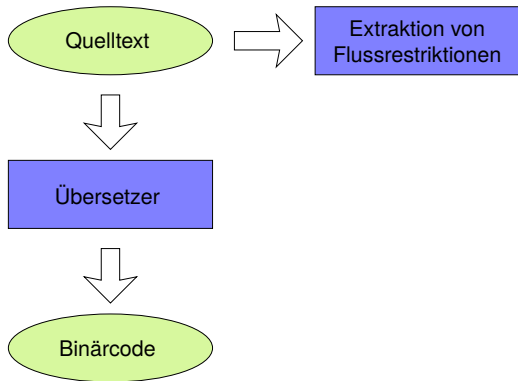 Quelltext
Extraktion von
Flussrestriktionen
Übersetzer
Binärcode